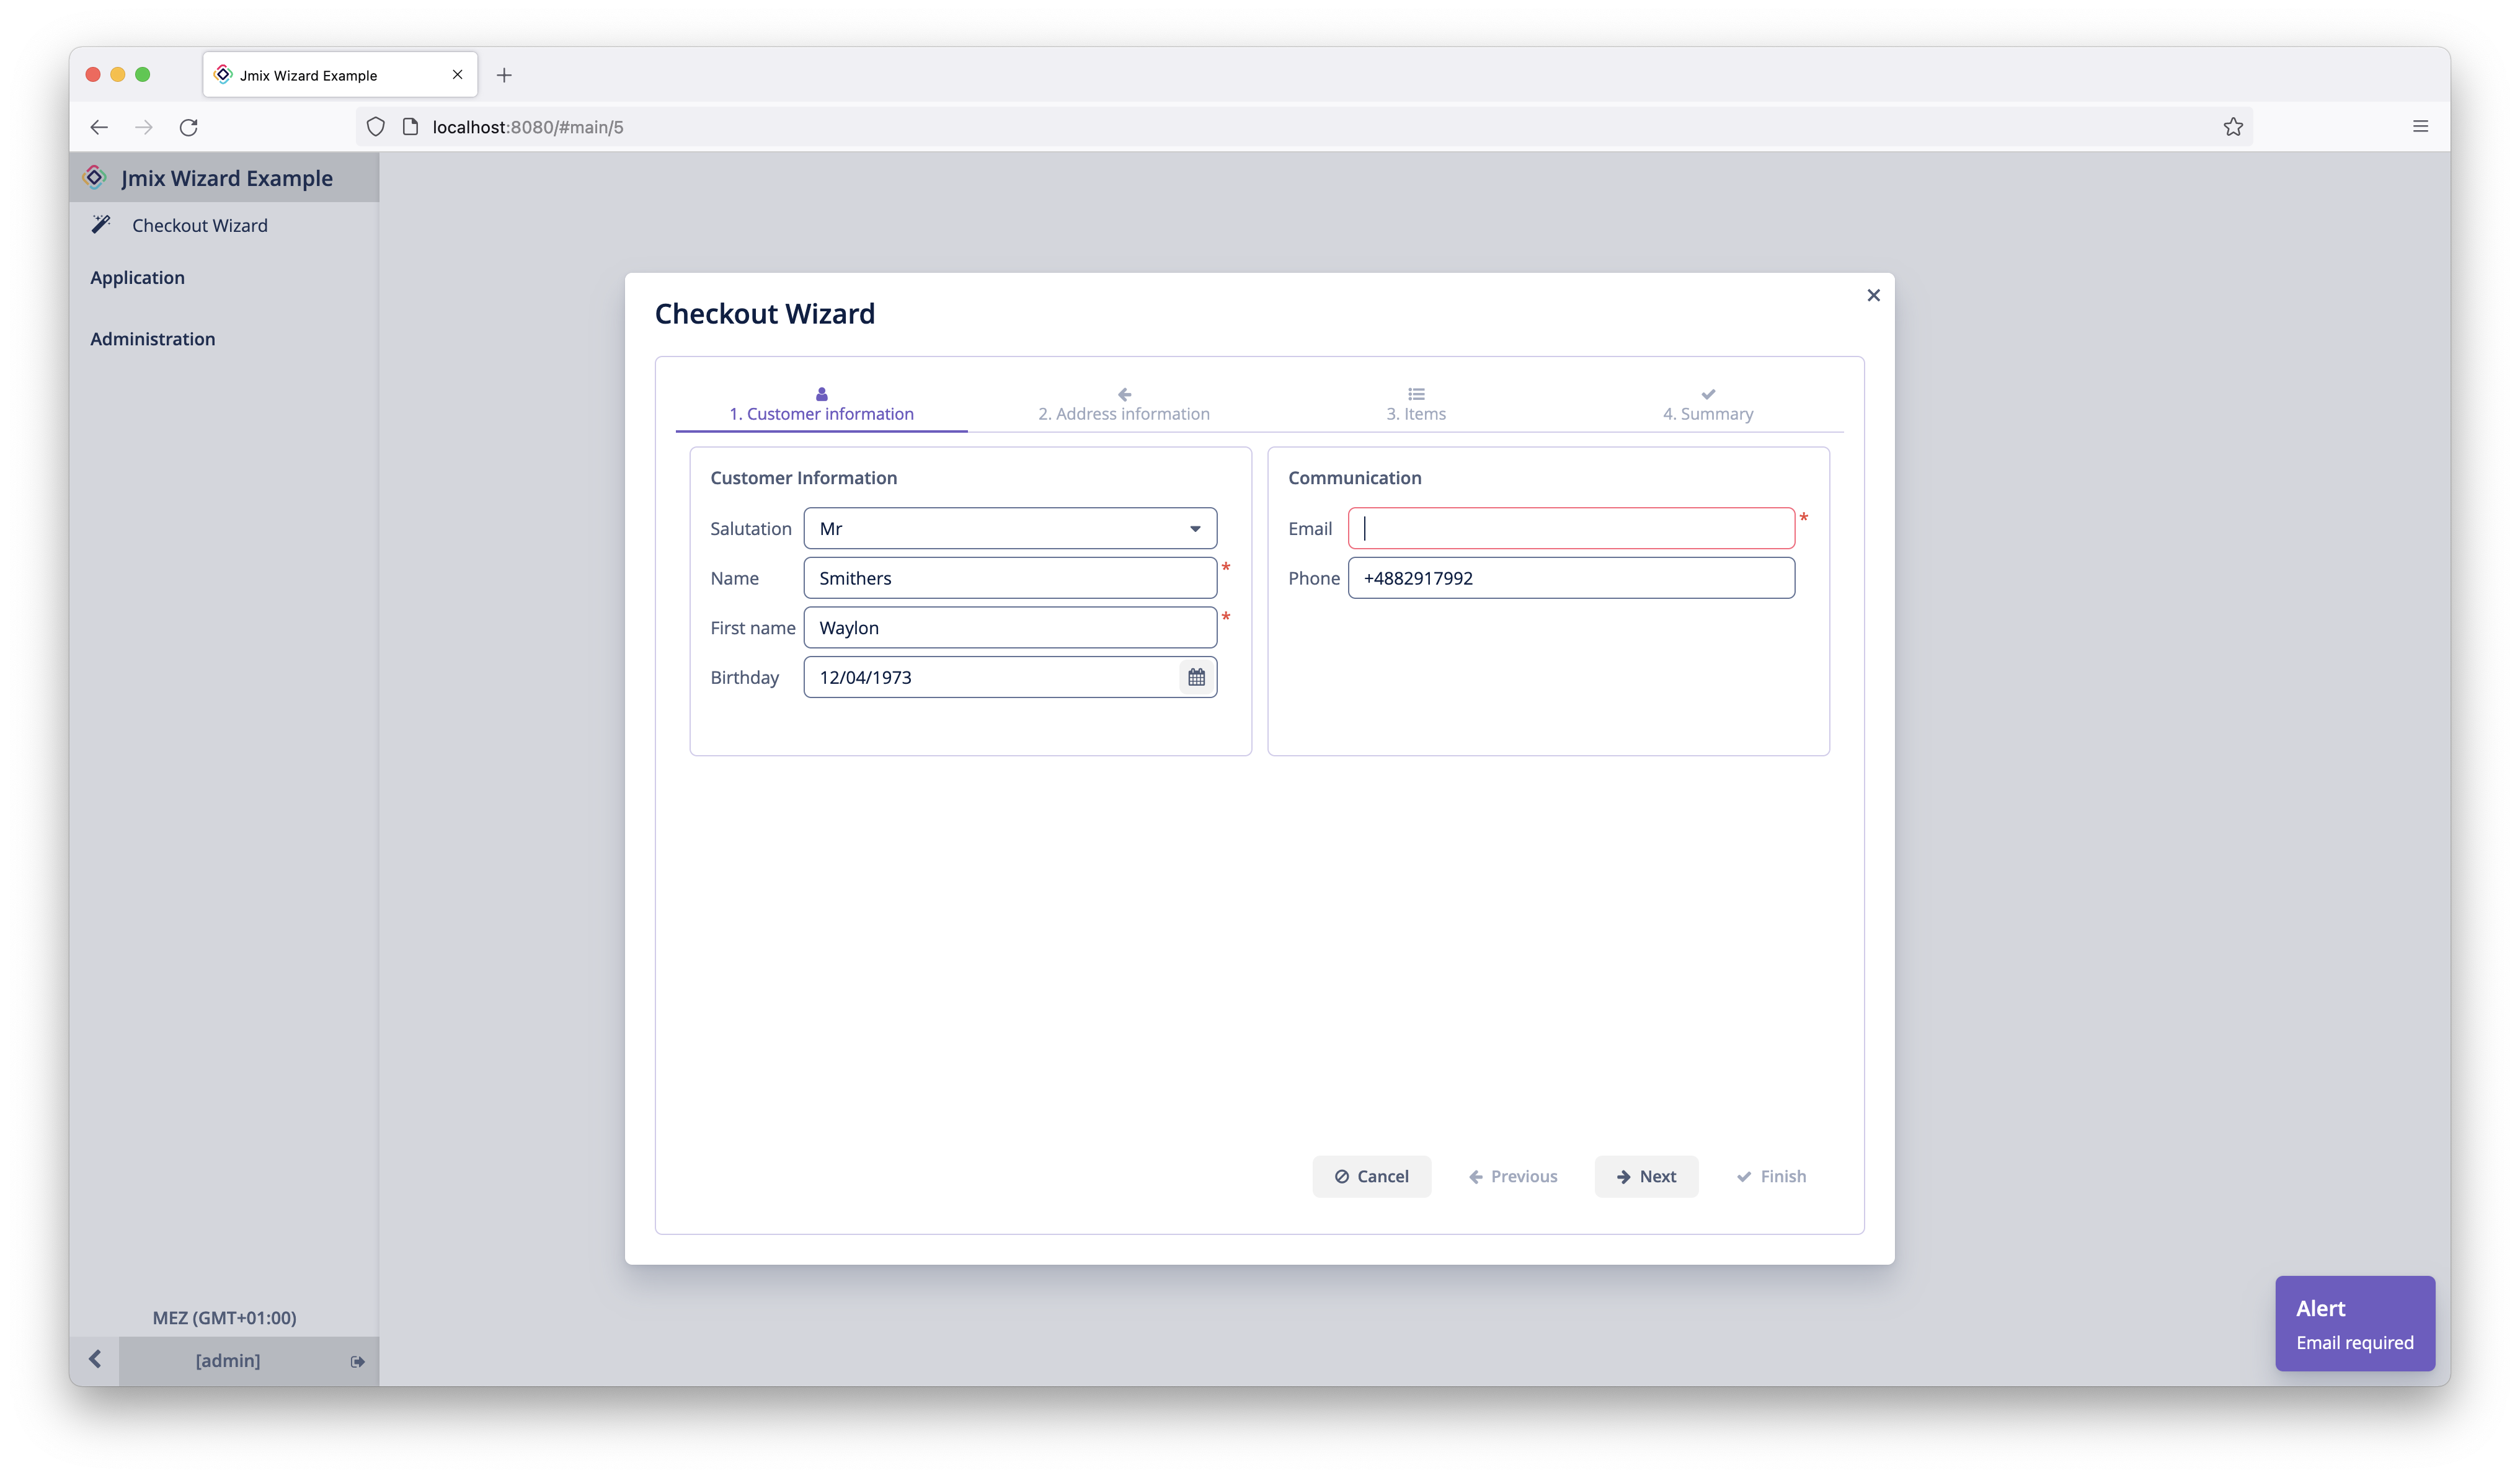 Jmix Wizard Example
localhost:8080/#main/5
Jmix Wizard Example
Checkout Wizard
Application
Administration
Checkout Wizard
1. Customer information
2. Address information
3. Items
4. Summary
Customer Information
Salutation Mr
Name Smithers *
First name Waylon *
Birthday 12/04/1973
Communication
Email *
Phone +4882917992
Cancel
Previous
Next
Finish
MEZ (GMT+01:00)
[admin]
Alert
Email required